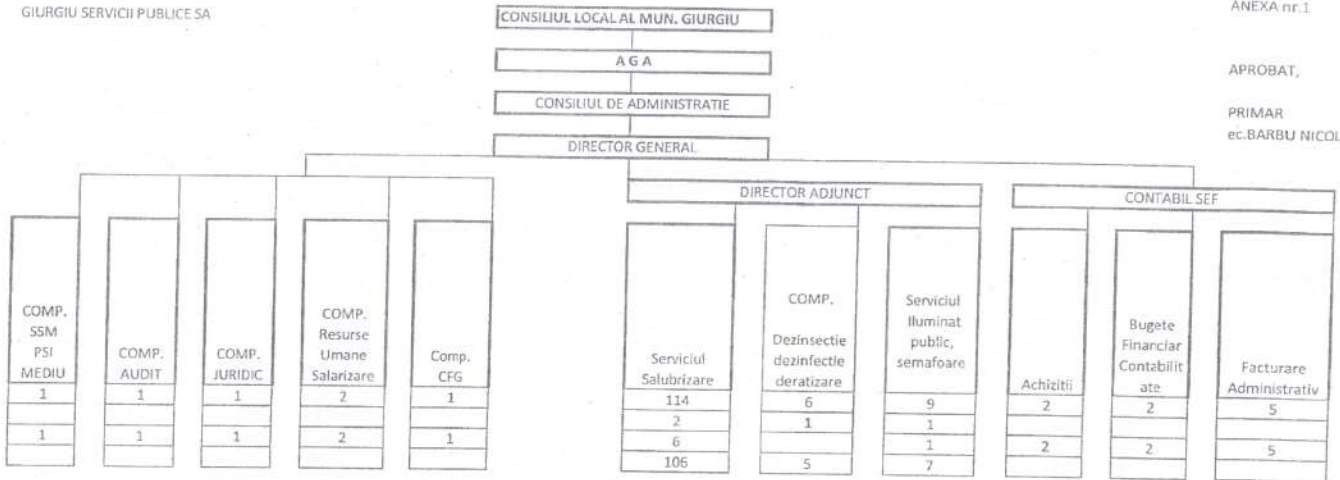 GIURGIU SERVICII PUBLICE SA
ANEXA nr.1
CONSILIUL LOCAL AL MUN. GIURGIU
A G A
APROBAT,
CONSILIUL DE ADMINISTRATIE
PRIMAR
ec.BARBU NICOL
DIRECTOR GENERAL
DIRECTOR ADJUNCT
CONTABIL SEF
COMP.
SSM
PSI
MEDIU
1
1
COMP.
AUDIT
1
1
COMP.
JURIDIC
1
1
COMP.
Resurse
Umane
Salarizare
2
2
Comp.
CFG
1
1
Serviciul
Salubrizare
114
2
6
106
COMP.
Dezinsectie
dezinfectie
deratizare
6
1
5
Serviciul
Iluminat
public,
semafoare
9
1
1
7
Achizitii
2
2
Bugete
Financiar
Contabilit
ate
2
2
Facturare
Administrativ
5
5